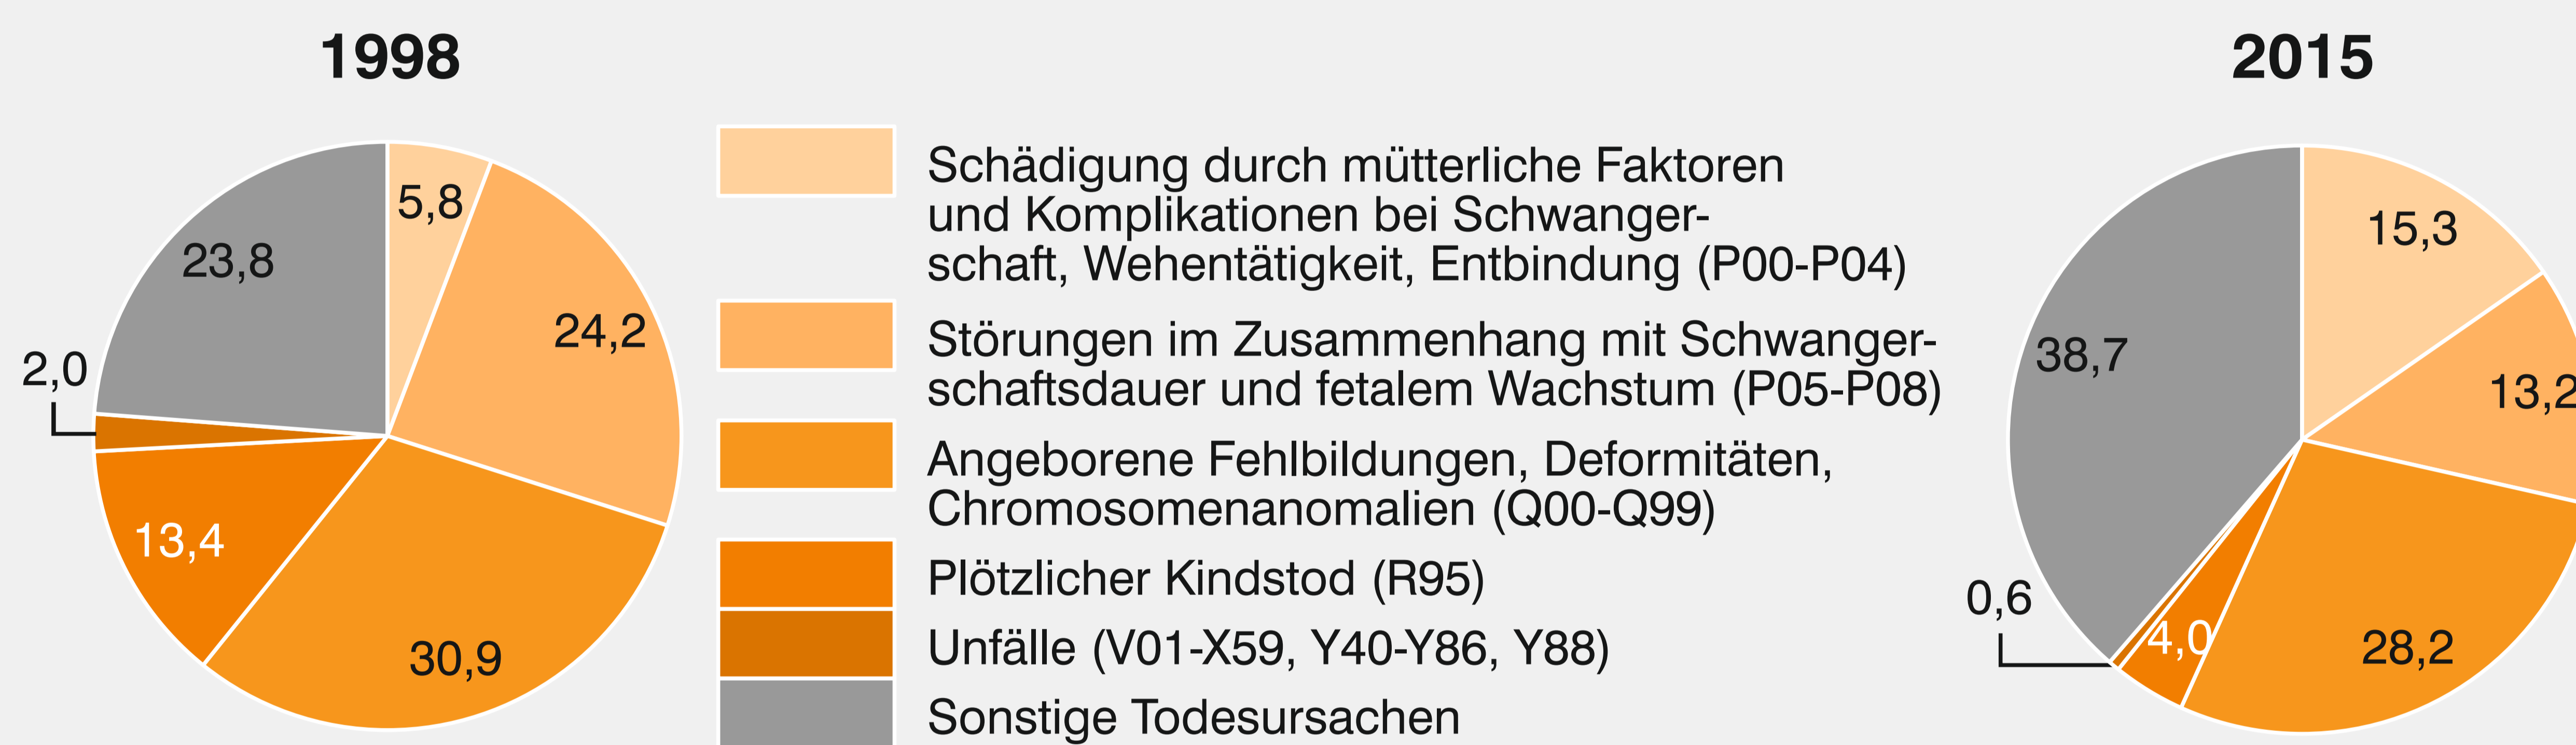 1998
5,8
24,2
30,9
13,4
2,0
23,8
Schädigung durch mütterliche Faktoren
und Komplikationen bei Schwanger-
schaft, Wehentätigkeit, Entbindung (P00-P04)
Störungen im Zusammenhang mit Schwanger-
schaftsdauer und fetalem Wachstum (P05-P08)
Angeborene Fehlbildungen, Deformitäten,
Chromosomenanomalien (Q00-Q99)
Plötzlicher Kindstod (R95)
Unfälle (V01-X59, Y40-Y86, Y88)
Sonstige Todesursachen
2015
15,3
13,2
28,2
4,0
0,6
38,7